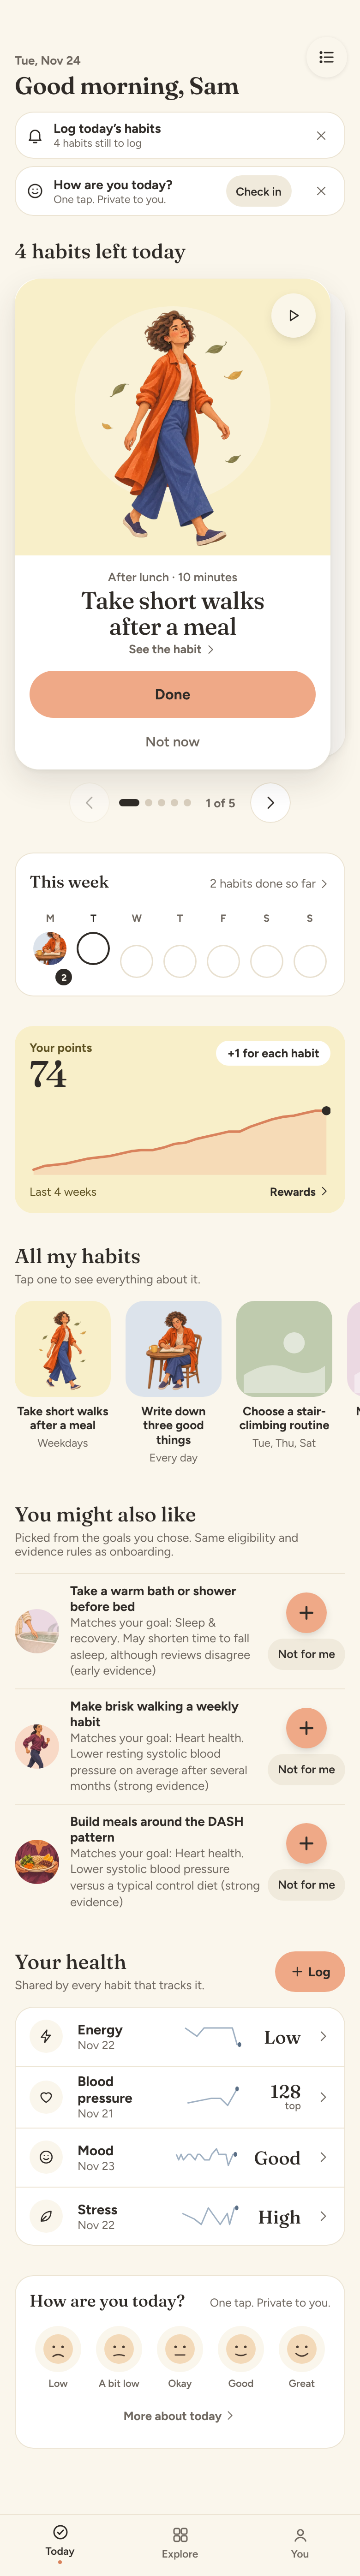 Tue, Nov 24
Good morning, Sam
Log today's habits
4 habits still to log
How are you today?
One tap. Private to you.
Check in
4 habits left today
After lunch · 10 minutes
Take short walks
after a meal
See the habit
Done
Not now
1 of 5
This week
2 habits done so far
M T W T F S S
2
Your points
74
+1 for each habit
Last 4 weeks
Rewards
All my habits
Tap one to see everything about it.
Take short walks
after a meal
Weekdays
Write down
three good
things
Every day
Choose a stair-
climbing routine
Tue, Thu, Sat
You might also like
Picked from the goals you chose. Same eligibility and
evidence rules as onboarding.
Take a warm bath or shower
before bed
Matches your goal: Sleep &
recovery. May shorten time to fall
asleep, although reviews disagree
(early evidence)
Not for me
Make brisk walking a weekly
habit
Matches your goal: Heart health.
Lower resting systolic blood
pressure on average after several
months (strong evidence)
Not for me
Build meals around the DASH
pattern
Matches your goal: Heart health.
Lower systolic blood pressure
versus a typical control diet (strong
evidence)
Not for me
Your health
Shared by every habit that tracks it.
+ Log
Energy
Nov 22
Low
Blood
pressure
Nov 21
128
top
Mood
Nov 23
Good
Stress
Nov 22
High
How are you today?
One tap. Private to you.
Low
A bit low
Okay
Good
Great
More about today
Today
Explore
You